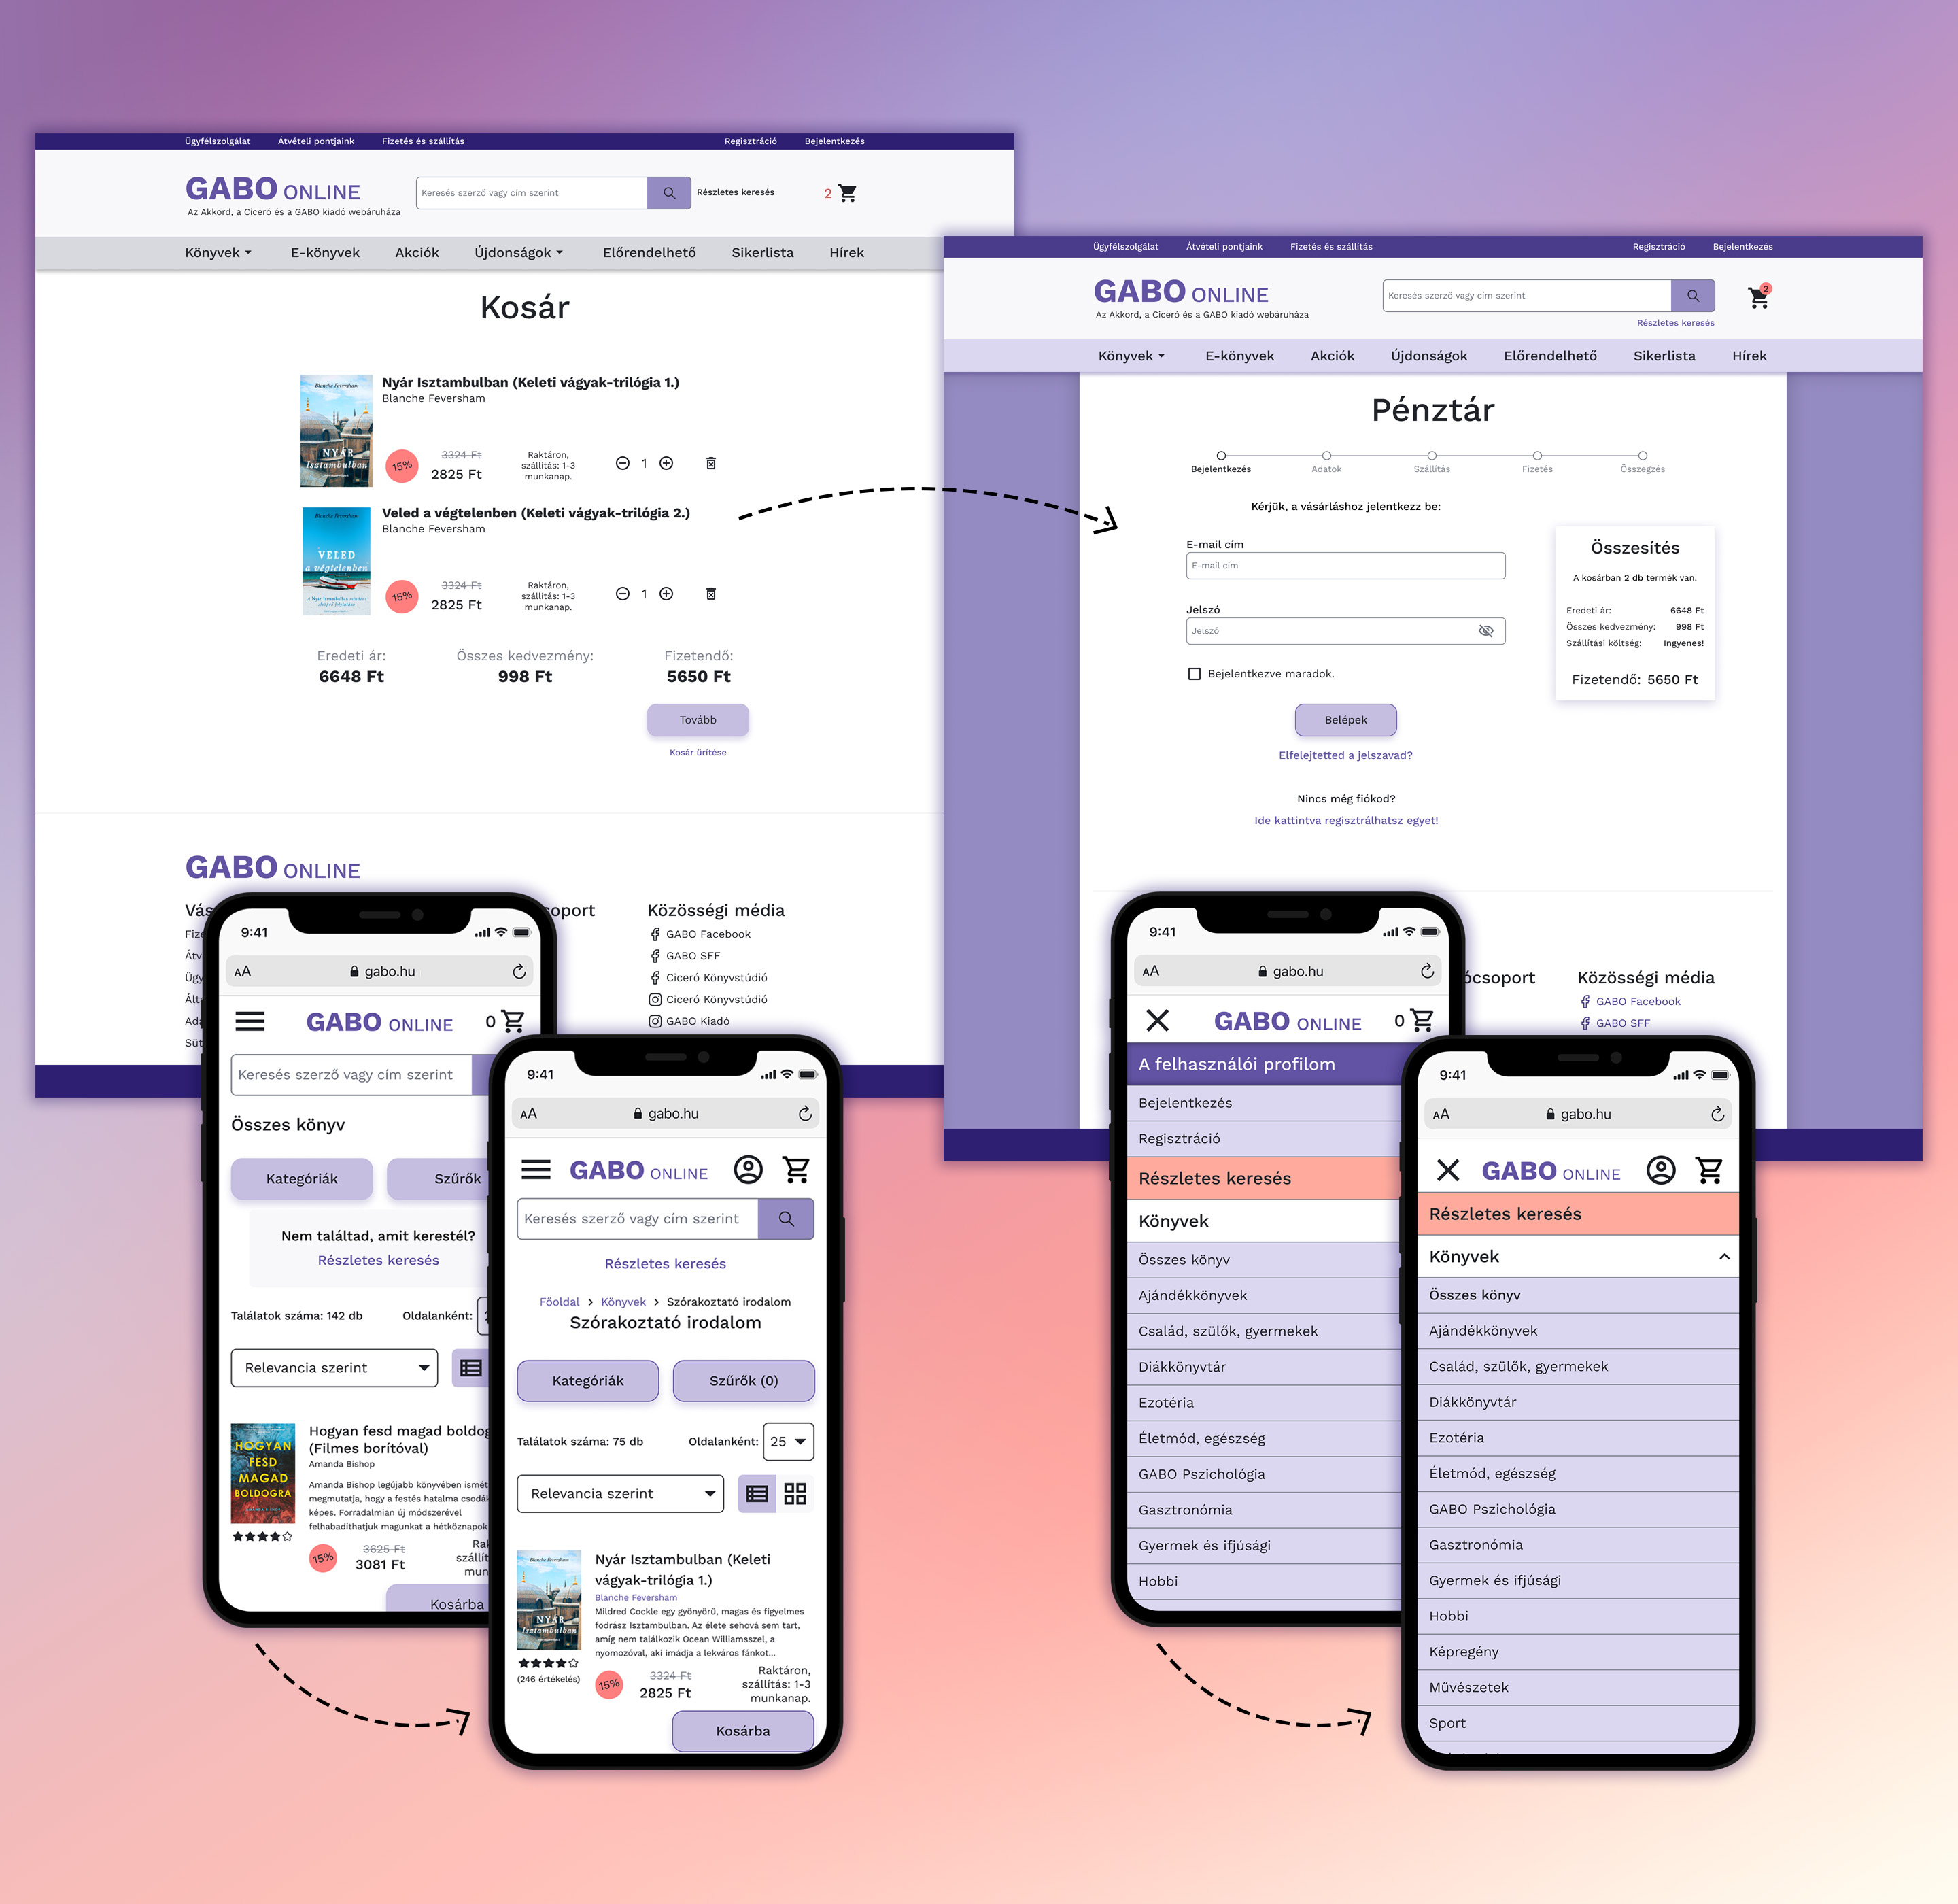 Ügyfélszolgálat Átvételi pontjaink Fizetés és szállítás Regisztráció Bejelentkezés
GABO ONLINE
Az Akkord, a Ciceró és a GABO kiadó webáruháza
Keresés szerző vagy cím szerint
Részletes keresés
2
Könyvek E-könyvek Akciók Újdonságok Előrendelhető Sikerlista Hírek
Kosár
Blanche Feversham
NYÁR
Isztambulban
Nyár Isztambulban (Keleti vágyak-trilógia 1.)
Blanche Feversham
15%
3324 Ft
2825 Ft
Raktáron,
szállítás: 1-3
munkanap.
1
Blanche Feversham
VELED
a végtelenben
Veled a végtelenben (Keleti vágyak-trilógia 2.)
Blanche Feversham
15%
3324 Ft
2825 Ft
Raktáron,
szállítás: 1-3
munkanap.
1
Eredeti ár: Összes kedvezmény: Fizetendő:
6648 Ft 998 Ft 5650 Ft
Tovább
Kosár ürítése
GABO ONLINE
Közösségi média
GABO Facebook
GABO SFF
Ciceró Könyvstúdió
Ciceró Könyvstúdió
GABO Kiadó
Ügyfélszolgálat Átvételi pontjaink Fizetés és szállítás Regisztráció Bejelentkezés
GABO ONLINE
Az Akkord, a Ciceró és a GABO kiadó webáruháza
Keresés szerző vagy cím szerint
Részletes keresés
2
Könyvek E-könyvek Akciók Újdonságok Előrendelhető Sikerlista Hírek
Pénztár
Bejelentkezés Adatok Szállítás Fizetés Összegzés
Kérjük, a vásárláshoz jelentkezz be:
E-mail cím
E-mail cím
Jelszó
Jelszó
Bejelentkezve maradok.
Belépek
Elfelejtetted a jelszavad?
Nincs még fiókod?
Ide kattintva regisztrálhatsz egyet!
Összesítés
A kosárban 2 db termék van.
Eredeti ár: 6648 Ft
Összes kedvezmény: 998 Ft
Szállítási költség: Ingyenes!
Fizetendő: 5650 Ft
ócsoport
Közösségi média
GABO Facebook
GABO SFF
9:41
AA gabo.hu
GABO ONLINE 0
Keresés szerző vagy cím szerint
Összes könyv
Kategóriák Szűrők
Nem találtad, amit kerestél?
Részletes keresés
Találatok száma: 142 db Oldalanként:
Relevancia szerint
HOGYAN
FESD
MAGAD
BOLDOGRA
AMANDA BISHOP
Hogyan fesd magad boldog
(Filmes borítóval)
Amanda Bishop
Amanda Bishop legújabb könyvében ismét
megmutatja, hogy a festés hatalma csodák
képes. Forradalmian új módszerével
felhabadíthatjuk magunkat a hétköznapok
15%
3625 Ft
3081 Ft
Kosárba
9:41
AA gabo.hu
GABO ONLINE
Keresés szerző vagy cím szerint
Részletes keresés
Főoldal > Könyvek > Szórakoztató irodalom
Szórakoztató irodalom
Kategóriák Szűrők (0)
Találatok száma: 75 db Oldalanként: 25
Relevancia szerint
Blanche Feversham
NYÁR
Isztambulban
(246 értékelés)
Nyár Isztambulban (Keleti
vágyak-trilógia 1.)
Blanche Feversham
Mildred Cockle egy gyönyörű, magas és figyelmes
fodrász Isztambulban. Az élete sehová sem tart,
amíg nem találkozik Ocean Williamsszel, a
nyomozóval, aki imádja a lekváros fánkot...
15%
3324 Ft
2825 Ft
Raktáron,
szállítás: 1-3
munkanap.
Kosárba
9:41
AA gabo.hu
GABO ONLINE 0
A felhasználói profilom
Bejelentkezés
Regisztráció
Részletes keresés
Könyvek
Összes könyv
Ajándékkönyvek
Család, szülők, gyermekek
Diákkönyvtár
Ezotéria
Életmód, egészség
GABO Pszichológia
Gasztronómia
Gyermek és ifjúsági
Hobbi
9:41
AA gabo.hu
GABO ONLINE
Részletes keresés
Könyvek
Összes könyv
Ajándékkönyvek
Család, szülők, gyermekek
Diákkönyvtár
Ezotéria
Életmód, egészség
GABO Pszichológia
Gasztronómia
Gyermek és ifjúsági
Hobbi
Képregény
Művészetek
Sport